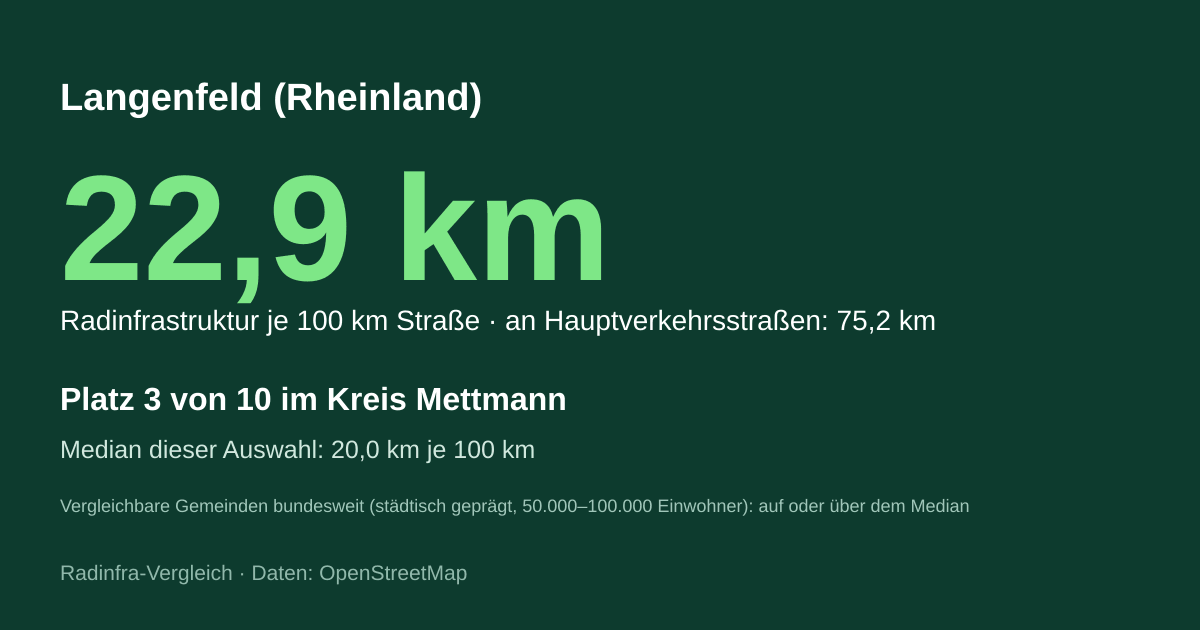 Langenfeld (Rheinland)
22,9 km
Radinfrastruktur je 100 km Straße · an Hauptverkehrsstraßen: 75,2 km
Platz 3 von 10 im Kreis Mettmann
Median dieser Auswahl: 20,0 km je 100 km
Vergleichbare Gemeinden bundesweit (städtisch geprägt, 50.000–100.000 Einwohner): auf oder über dem Median
Radinfra-Vergleich · Daten: OpenStreetMap